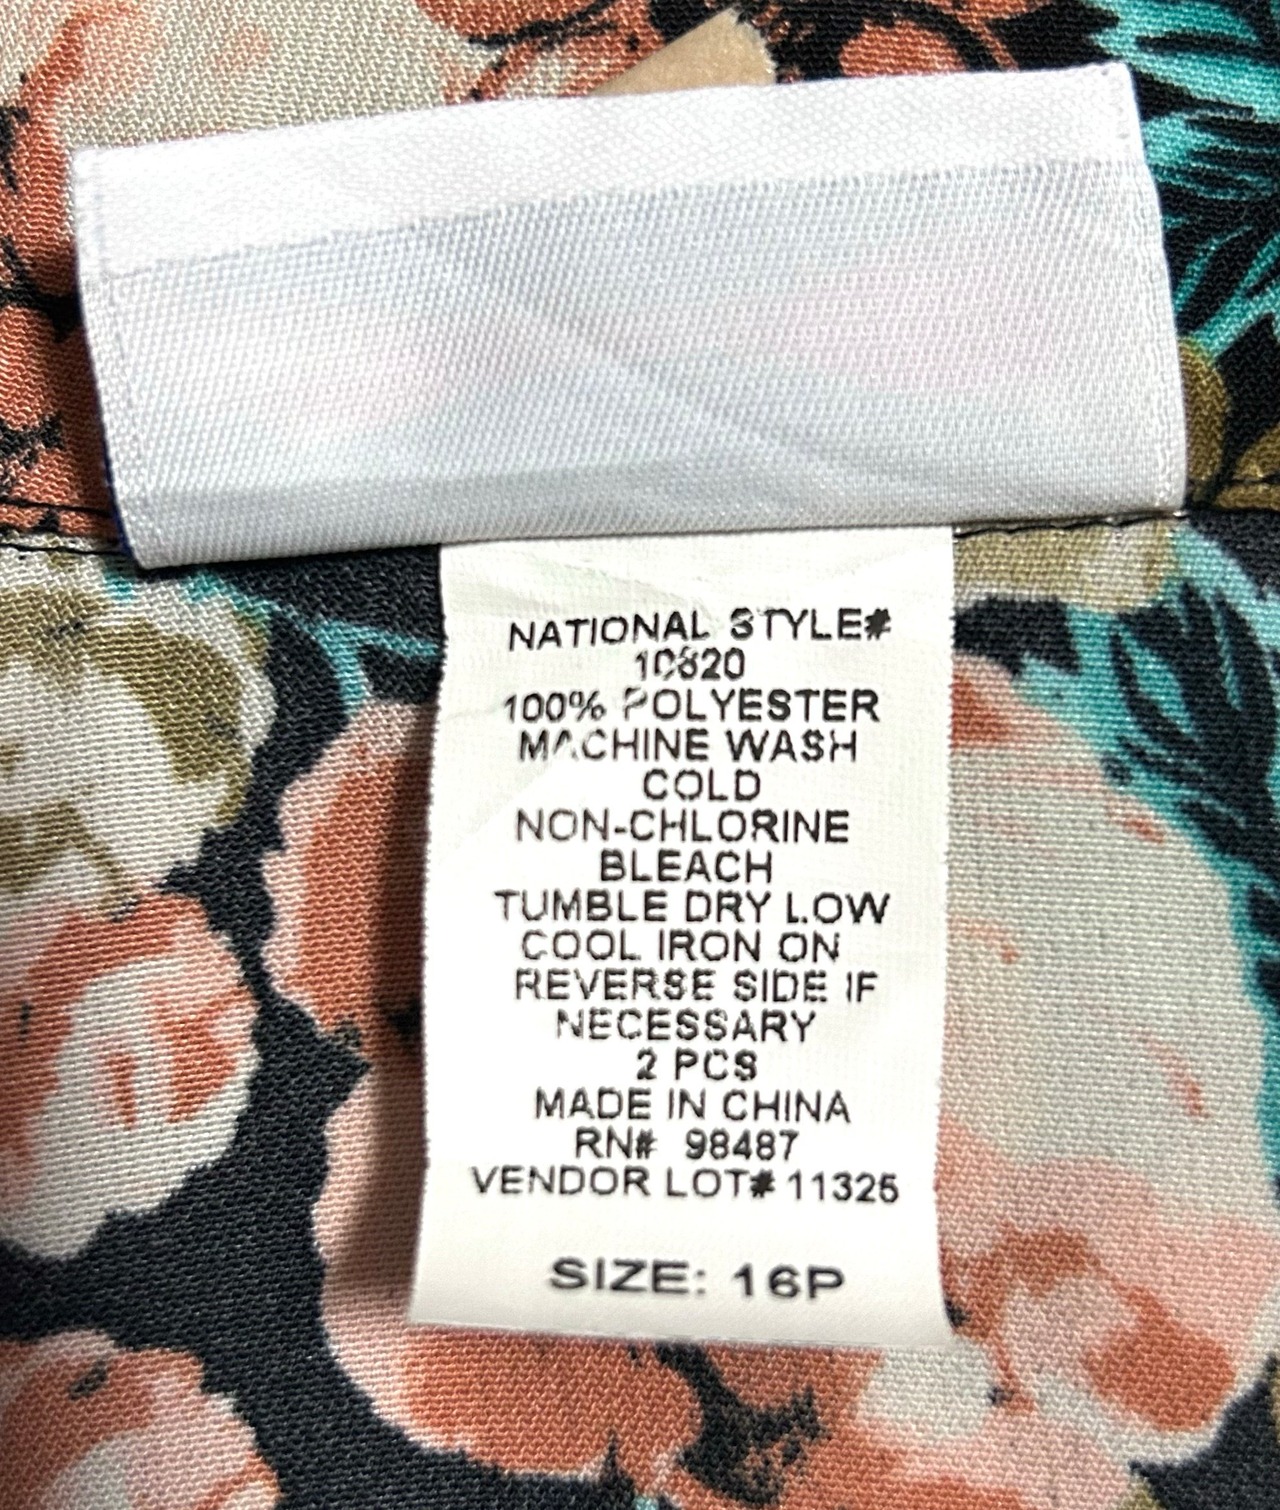 NATIONAL STYLE#
10820
100% POLYESTER
MACHINE WASH
COLD
NON-CHLORINE
BLEACH
TUMBLE DRY LOW
COOL IRON ON
REVERSE SIDE IF
NECESSARY
2 PCS
MADE IN CHINA
RN# 98487
VENDOR LOT# 11325
SIZE: 16P